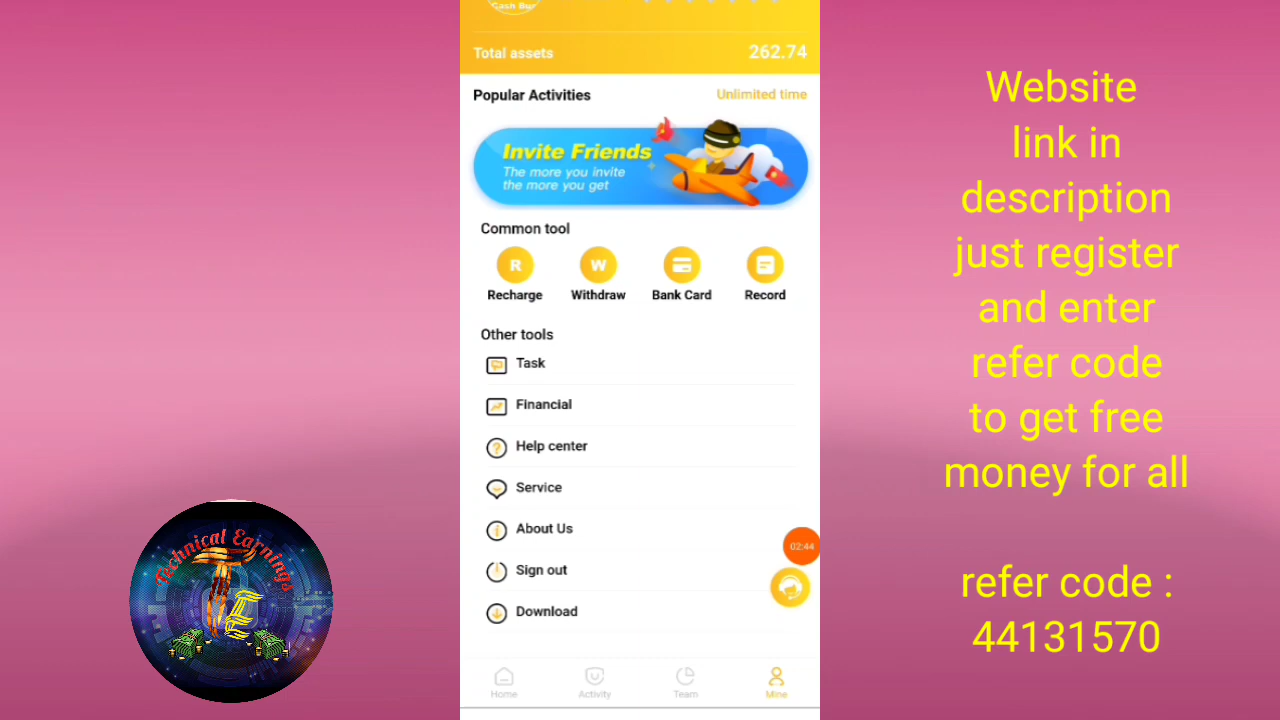 Cash Bu
Total assets
262.74
Popular Activities
Unlimited time
Invite Friends
The more you invite
the more you get
Common tool
R
W
Recharge
Withdraw
Bank Card
Record
Other tools
Task
Financial
Help center
Service
About Us
Sign out
Download
02:44
Home
Activity
Team
Mine
Website
link in
description
just register
and enter
refer code
to get free
money for all
refer code :
44131570
Technical Earnings
TE